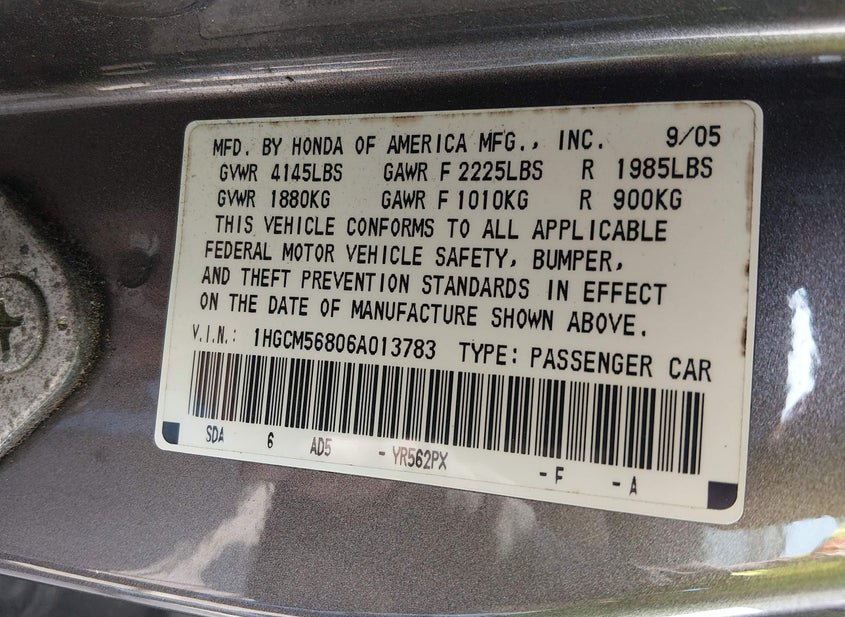 MFD. BY HONDA OF AMERICA MFG., INC. 9/05
GVWR 4145LBS GAWR F 2225LBS R 1985LBS
GVWR 1880KG GAWR F 1010KG R 900KG
THIS VEHICLE CONFORMS TO ALL APPLICABLE
FEDERAL MOTOR VEHICLE SAFETY, BUMPER,
AND THEFT PREVENTION STANDARDS IN EFFECT
ON THE DATE OF MANUFACTURE SHOWN ABOVE.
V.I.N.: 1HGCM56806A013783 TYPE: PASSENGER CAR
SDA 6 AD5 - YR562PX - F - A